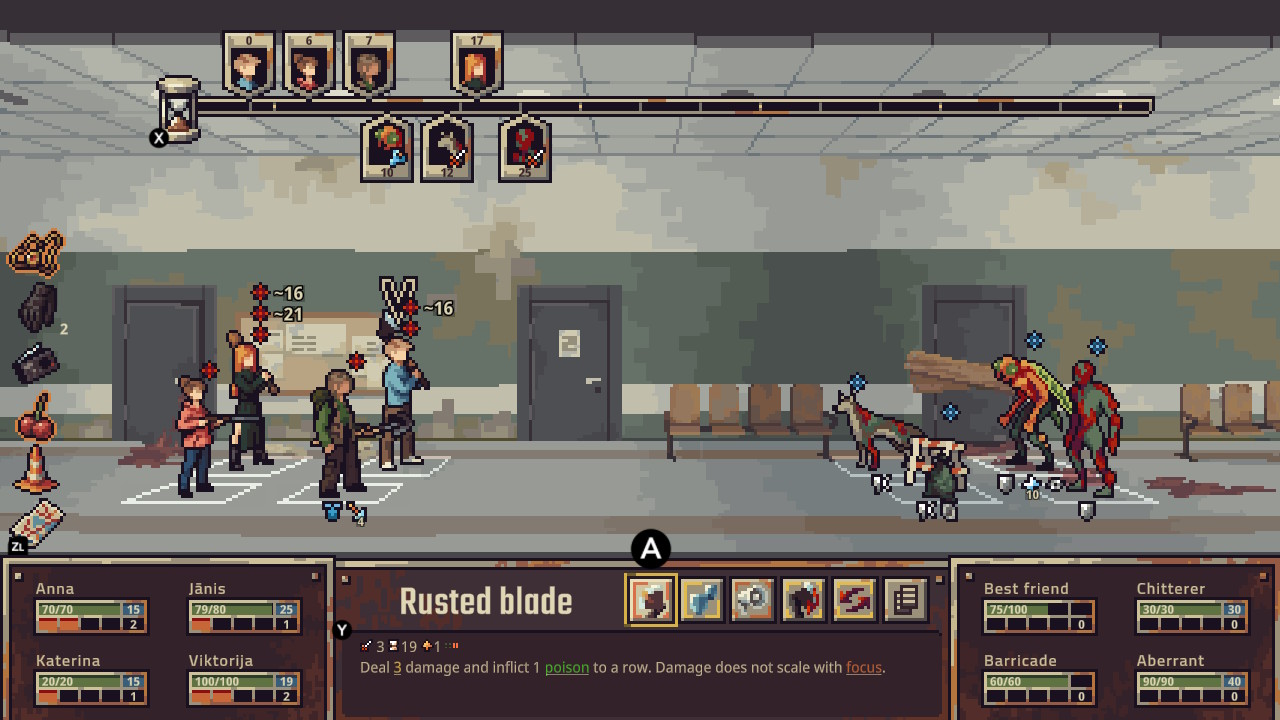 0 6 7 17
X
10 12 25
~16
~21
~16
2
2
10
4
ZL
A
Anna Jānis
70/70 15 79/80 25
2 1
Katerina Viktorija
20/20 15 100/100 19
1 2
Rusted blade
Y
3 19 1
Deal 3 damage and inflict 1 poison to a row. Damage does not scale with focus.
Best friend Chitterer
75/100 30/30 30
0 0
Barricade Aberrant
60/60 90/90 40
0 0